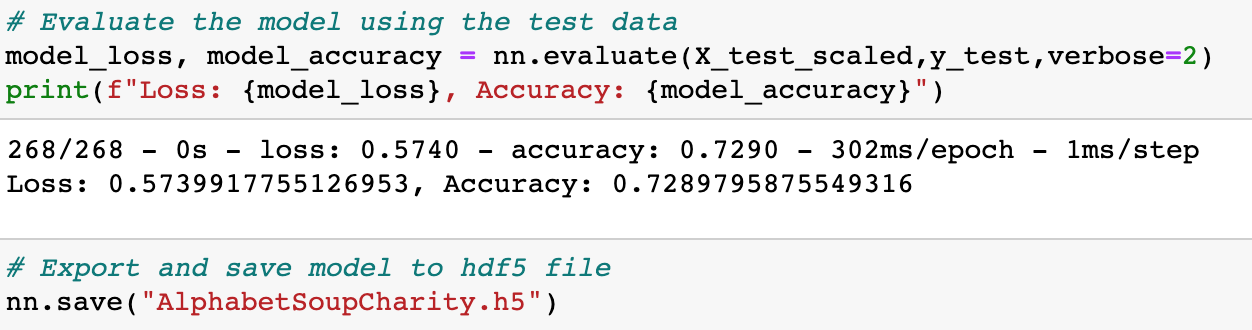 # Evaluate the model using the test data
model_loss, model_accuracy = nn.evaluate(X_test_scaled,y_test,verbose=2)
print(f"Loss: {model_loss}, Accuracy: {model_accuracy}")
268/268 - 0s - loss: 0.5740 - accuracy: 0.7290 - 302ms/epoch - 1ms/step
Loss: 0.5739917755126953, Accuracy: 0.7289795875549316
# Export and save model to hdf5 file
nn.save("AlphabetSoupCharity.h5")